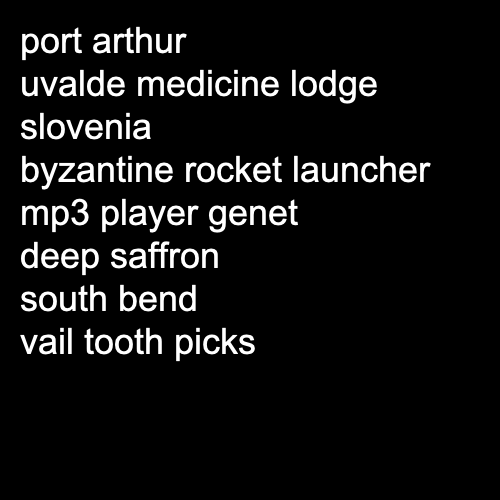 port arthur
uvalde medicine lodge
slovenia
byzantine rocket launcher
mp3 player genet
deep saffron
south bend
vail tooth picks